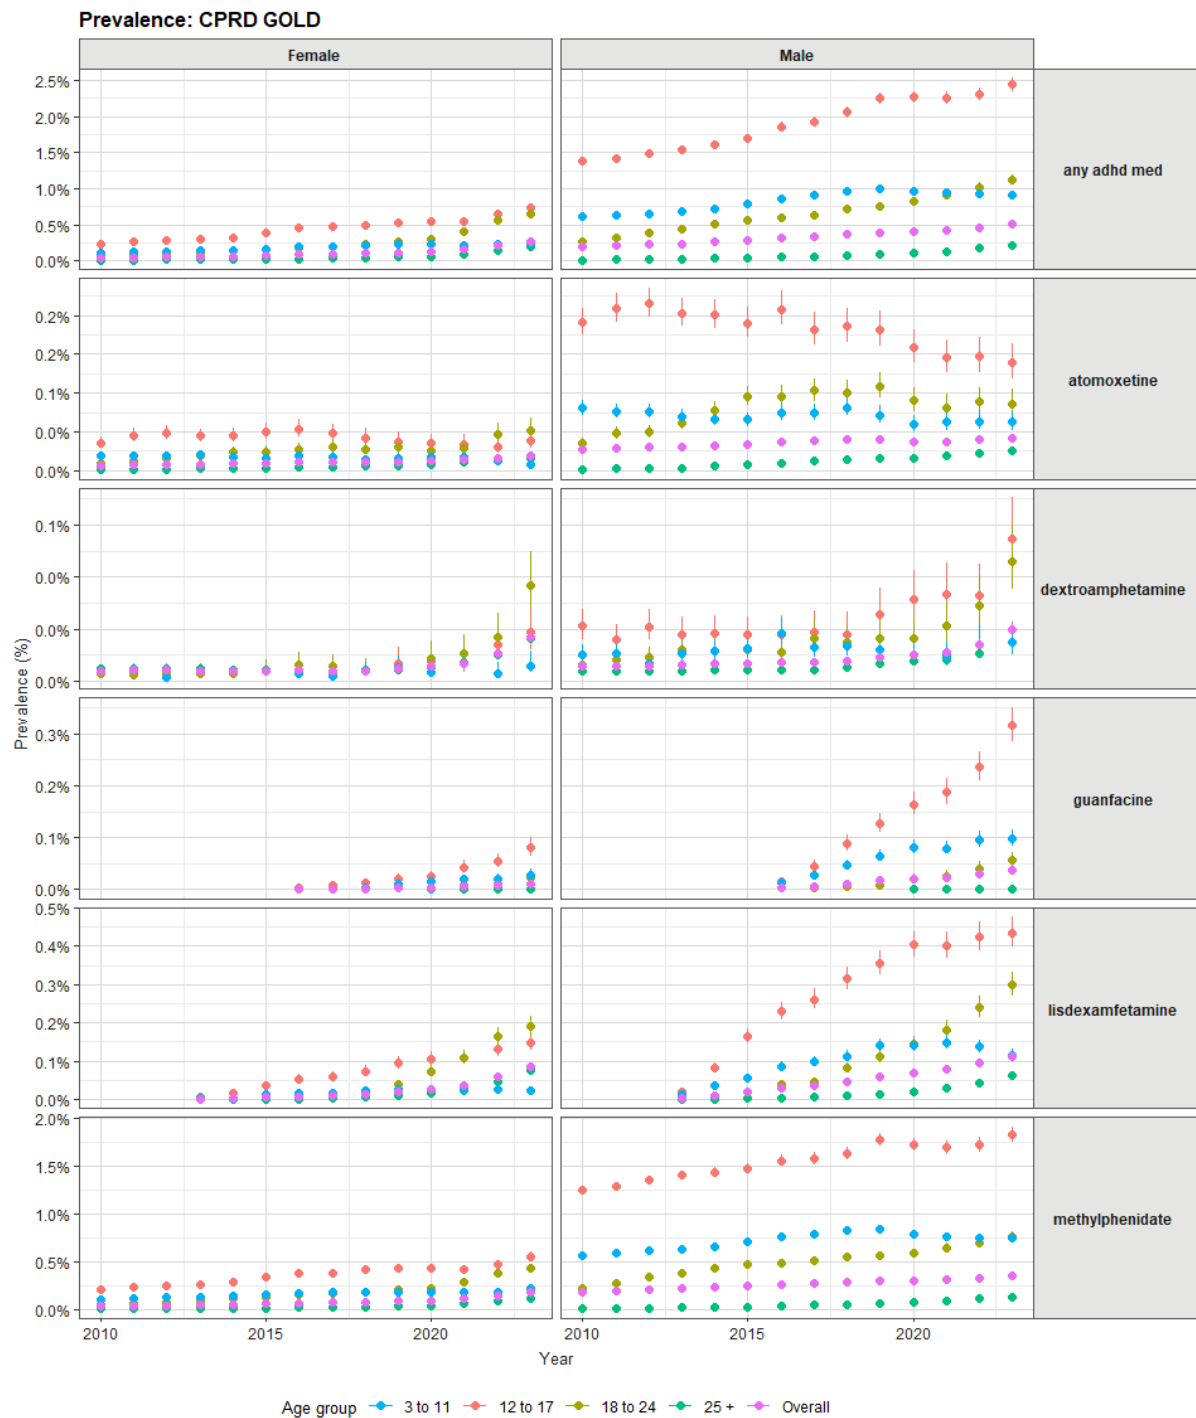 Prevalence: CPRD GOLD
Female
Male
2.5%
2.0%
1.5%
1.0%
0.5%
0.0%
any adhd med
0.2%
0.2%
0.1%
0.0%
0.0%
atomoxetine
0.1%
0.0%
0.0%
0.0%
dextroamphetamine
0.3%
0.2%
0.1%
0.0%
guanfacine
0.5%
0.4%
0.3%
0.2%
0.1%
0.0%
lisdexamfetamine
2.0%
1.5%
1.0%
0.5%
0.0%
methylphenidate
Prevalence (%)
2010 2015 2020 2010 2015 2020
Year
Age group 3 to 11 12 to 17 18 to 24 25 + Overall